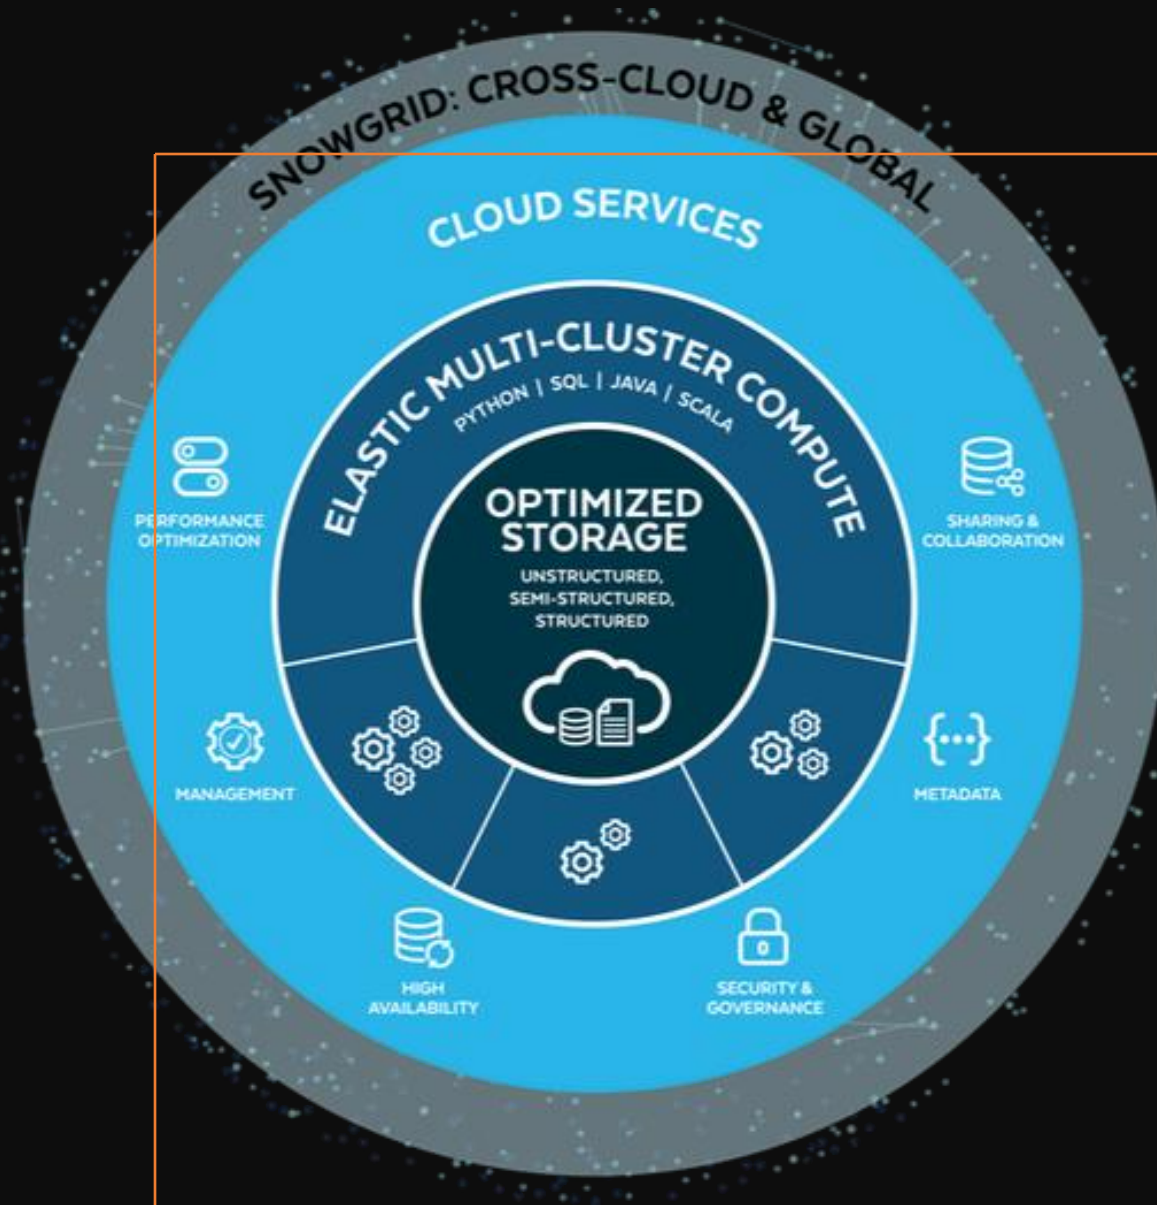 SNOWGRID: CROSS-CLOUD & GLOBAL
CLOUD SERVICES
ELASTIC MULTI-CLUSTER COMPUTE
PYTHON | SQL | JAVA | SCALA
OPTIMIZED
STORAGE
UNSTRUCTURED,
SEMI-STRUCTURED,
STRUCTURED
PERFORMANCE
OPTIMIZATION
SHARING &
COLLABORATION
MANAGEMENT
METADATA
HIGH
AVAILABILITY
SECURITY &
GOVERNANCE